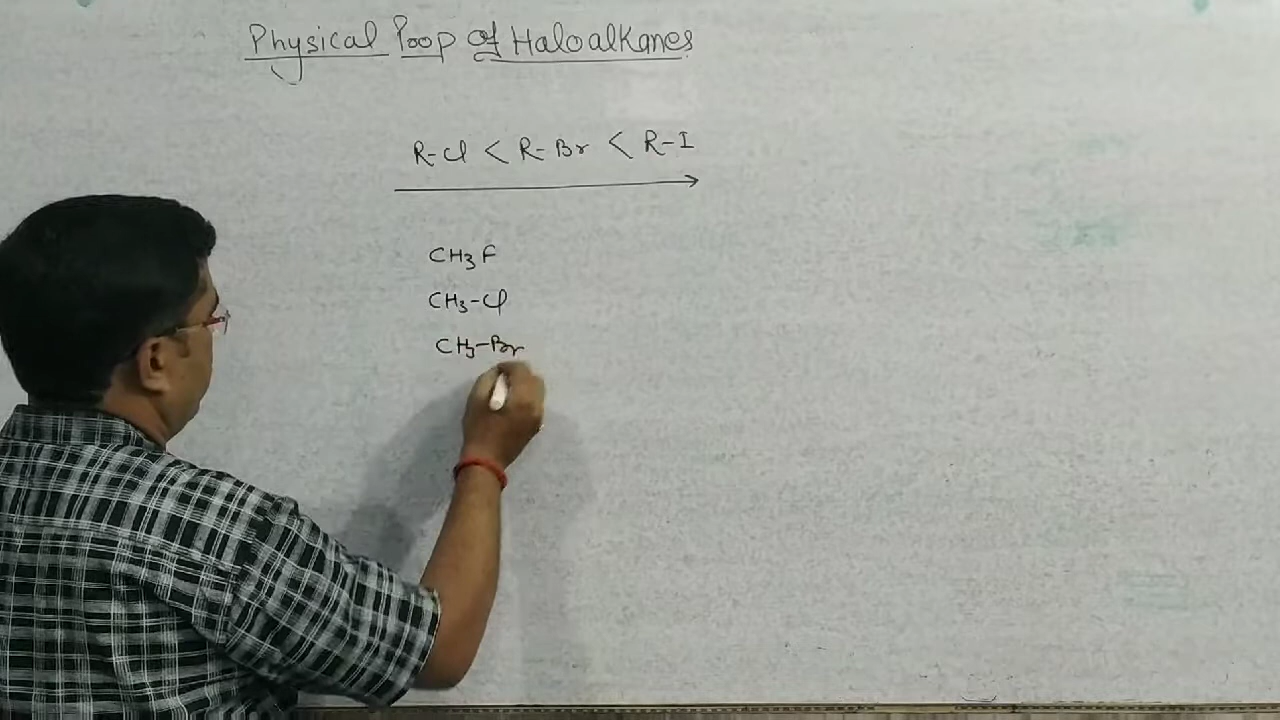 Physical Poop of Haloalkanes
R-Cl < R-Br < R-I
CH3F
CH3-Cl
CH3-Br